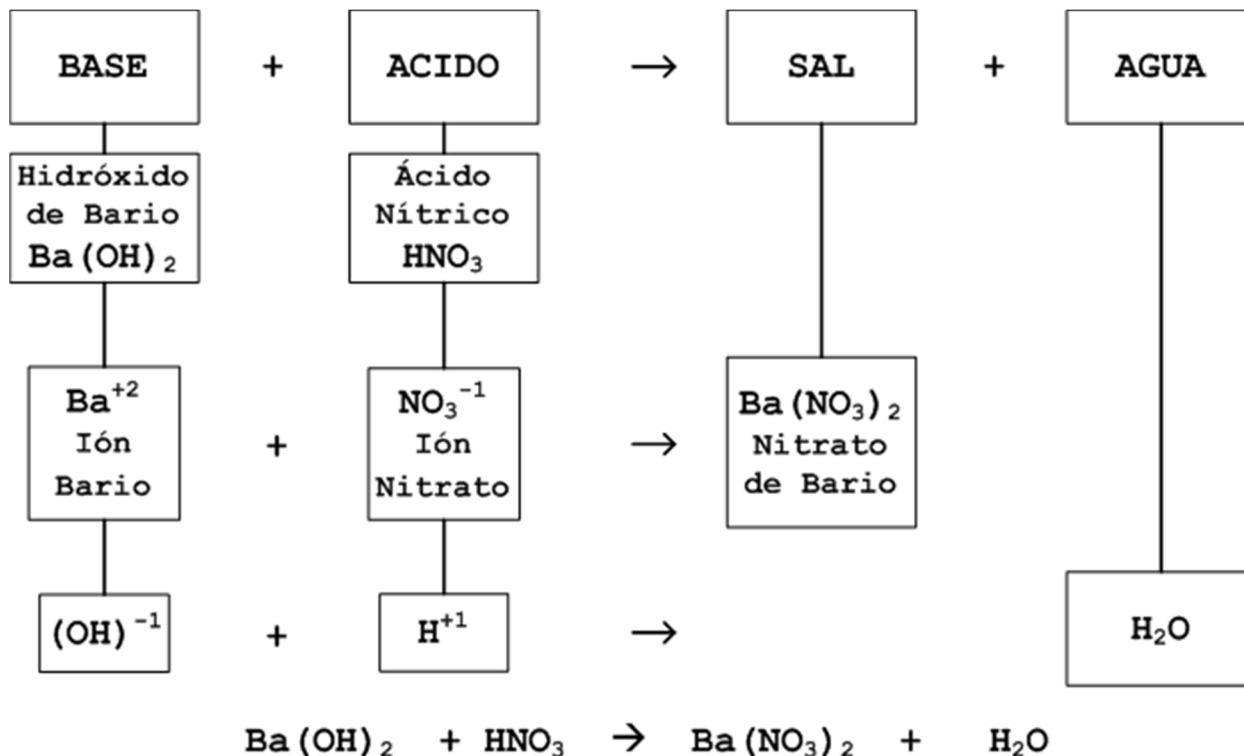 BASE + ACIDO → SAL + AGUA
Hidróxido
de Bario
Ba(OH)₂
Ácido
Nítrico
HNO₃
Ba⁺²
Ión
Bario
+
NO₃⁻¹
Ión
Nitrato
→
Ba(NO₃)₂
Nitrato
de Bario
(OH)⁻¹ + H⁺¹ → H₂O
Ba(OH)₂ + HNO₃ → Ba(NO₃)₂ + H₂O